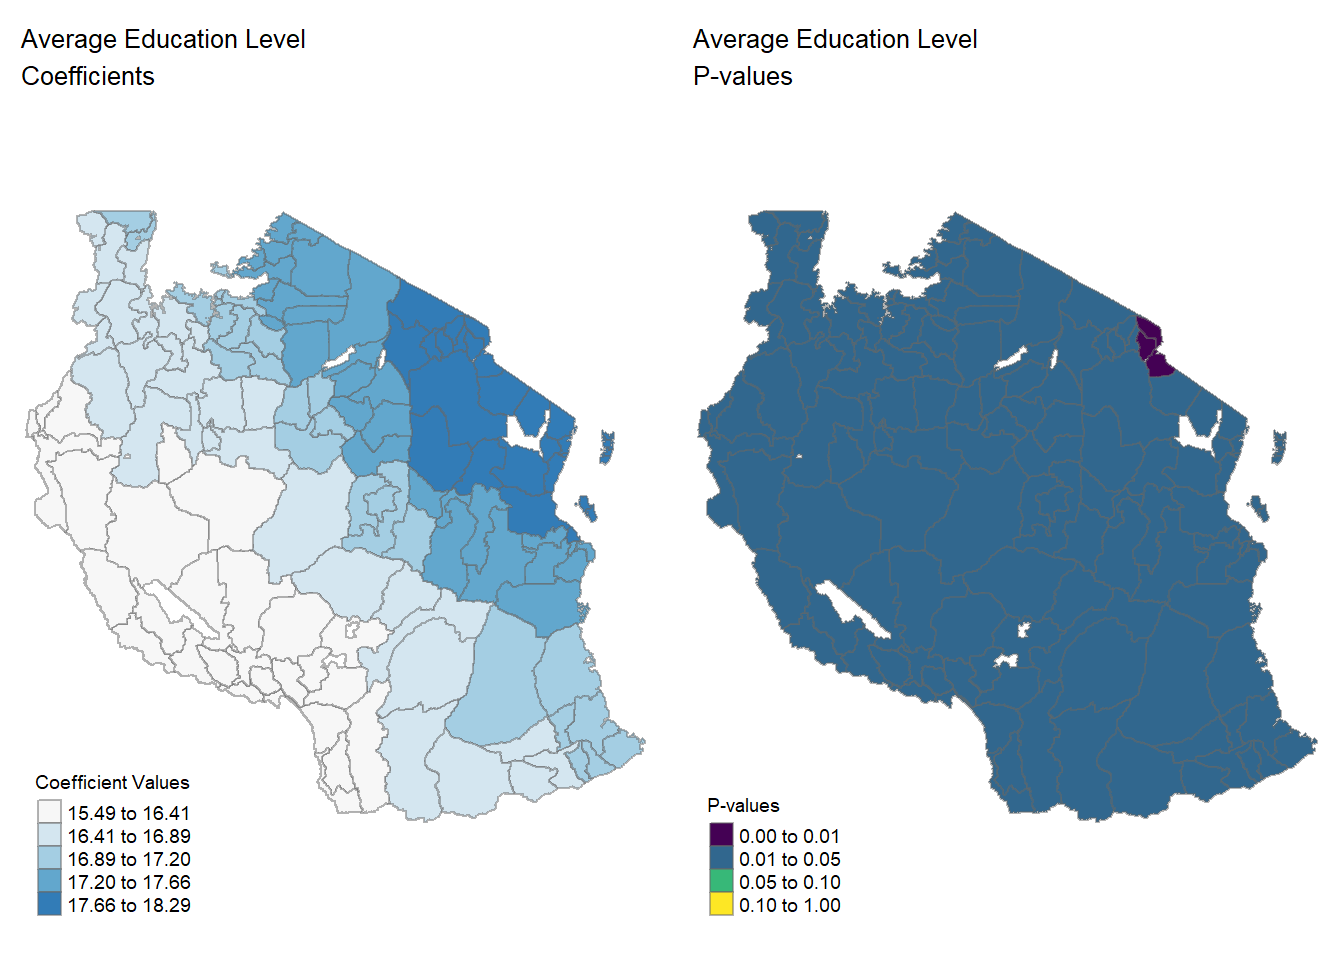 Average Education Level
Coefficients
Average Education Level
P-values
Coefficient Values
15.49 to 16.41
16.41 to 16.89
16.89 to 17.20
17.20 to 17.66
17.66 to 18.29
P-values
0.00 to 0.01
0.01 to 0.05
0.05 to 0.10
0.10 to 1.00